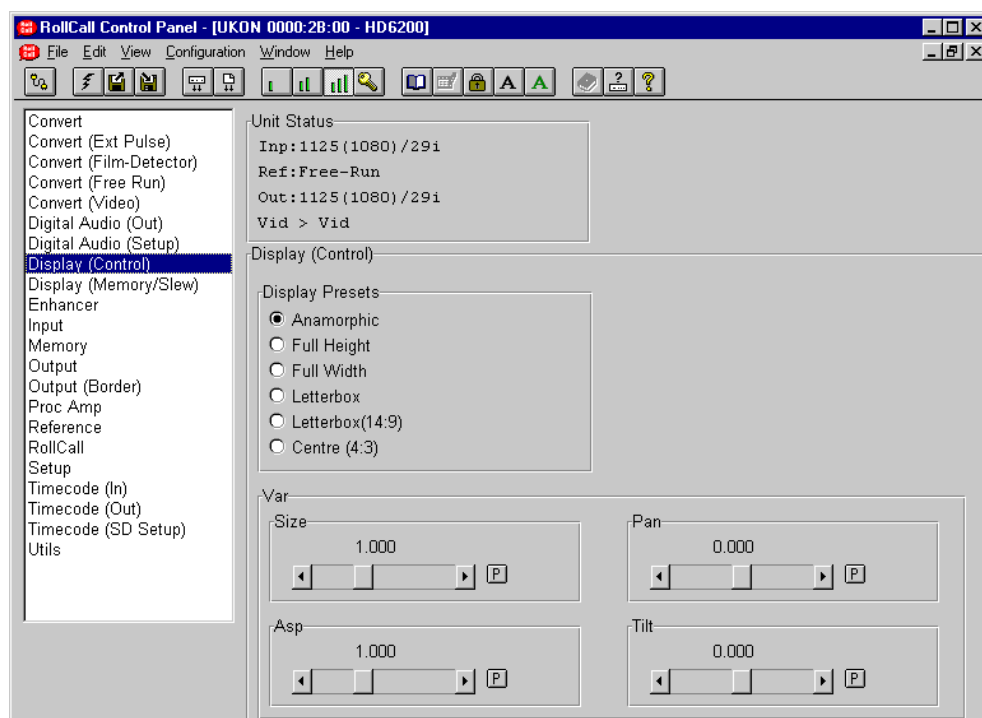 RollCall Control Panel - [UKON 0000:2B:00 - HD6200]
File Edit View Configuration Window Help
A A
Convert
Convert (Ext Pulse)
Convert (Film-Detector)
Convert (Free Run)
Convert (Video)
Digital Audio (Out)
Digital Audio (Setup)
Display (Control)
Display (Memory/Slew)
Enhancer
Input
Memory
Output
Output (Border)
Proc Amp
Reference
RollCall
Setup
Timecode (In)
Timecode (Out)
Timecode (SD Setup)
Utils
Unit Status
Inp:1125(1080)/29i
Ref:Free-Run
Out:1125(1080)/29i
Vid > Vid
Display (Control)
Display Presets
Anamorphic
Full Height
Full Width
Letterbox
Letterbox(14:9)
Centre (4:3)
Var
Size
1.000
P
Pan
0.000
P
Asp
1.000
P
Tilt
0.000
P